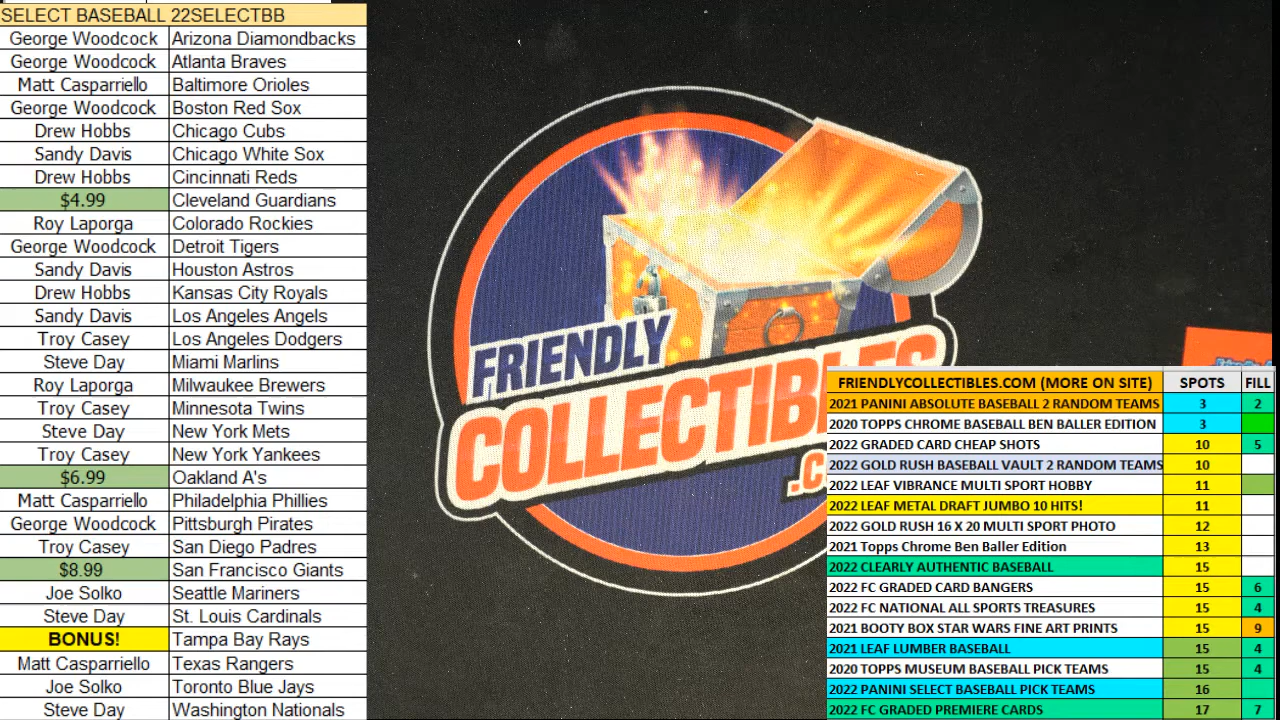 SELECT BASEBALL 22SELECTBB
George Woodcock Arizona Diamondbacks
George Woodcock Atlanta Braves
Matt Casparriello Baltimore Orioles
George Woodcock Boston Red Sox
Drew Hobbs Chicago Cubs
Sandy Davis Chicago White Sox
Drew Hobbs Cincinnati Reds
$4.99 Cleveland Guardians
Roy Laporga Colorado Rockies
George Woodcock Detroit Tigers
Sandy Davis Houston Astros
Drew Hobbs Kansas City Royals
Sandy Davis Los Angeles Angels
Troy Casey Los Angeles Dodgers
Steve Day Miami Marlins
Roy Laporga Milwaukee Brewers
Troy Casey Minnesota Twins
Steve Day New York Mets
Troy Casey New York Yankees
$6.99 Oakland A's
Matt Casparriello Philadelphia Phillies
George Woodcock Pittsburgh Pirates
Troy Casey San Diego Padres
$8.99 San Francisco Giants
Joe Solko Seattle Mariners
Steve Day St. Louis Cardinals
BONUS! Tampa Bay Rays
Matt Casparriello Texas Rangers
Joe Solko Toronto Blue Jays
Steve Day Washington Nationals
FRIENDLY
COLLECTIBLES
.C
FRIENDLYCOLLECTIBLES.COM (MORE ON SITE) SPOTS FILL
2021 PANINI ABSOLUTE BASEBALL 2 RANDOM TEAMS 3 2
2020 TOPPS CHROME BASEBALL BEN BALLER EDITION 3
2022 GRADED CARD CHEAP SHOTS 10 5
2022 GOLD RUSH BASEBALL VAULT 2 RANDOM TEAMS 10
2022 LEAF VIBRANCE MULTI SPORT HOBBY 11
2022 LEAF METAL DRAFT JUMBO 10 HITS! 11
2022 GOLD RUSH 16 X 20 MULTI SPORT PHOTO 12
2021 Topps Chrome Ben Baller Edition 13
2022 CLEARLY AUTHENTIC BASEBALL 15
2022 FC GRADED CARD BANGERS 15 6
2022 FC NATIONAL ALL SPORTS TREASURES 15 4
2021 BOOTY BOX STAR WARS FINE ART PRINTS 15 9
2021 LEAF LUMBER BASEBALL 15 4
2020 TOPPS MUSEUM BASEBALL PICK TEAMS 15 4
2022 PANINI SELECT BASEBALL PICK TEAMS 16
2022 FC GRADED PREMIERE CARDS 17 7